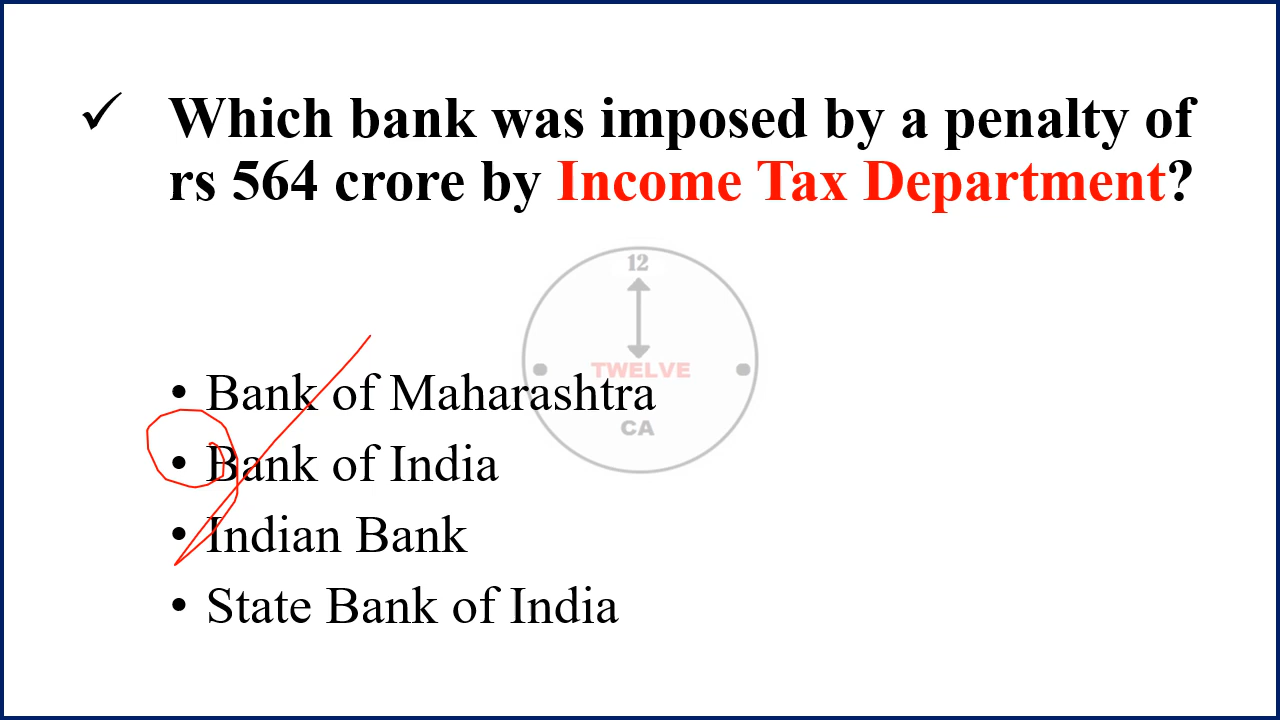 ✓ Which bank was imposed by a penalty of
rs 564 crore by Income Tax Department?
12
TWELVE
CA
• Bank of Maharashtra
• Bank of India
• Indian Bank
• State Bank of India